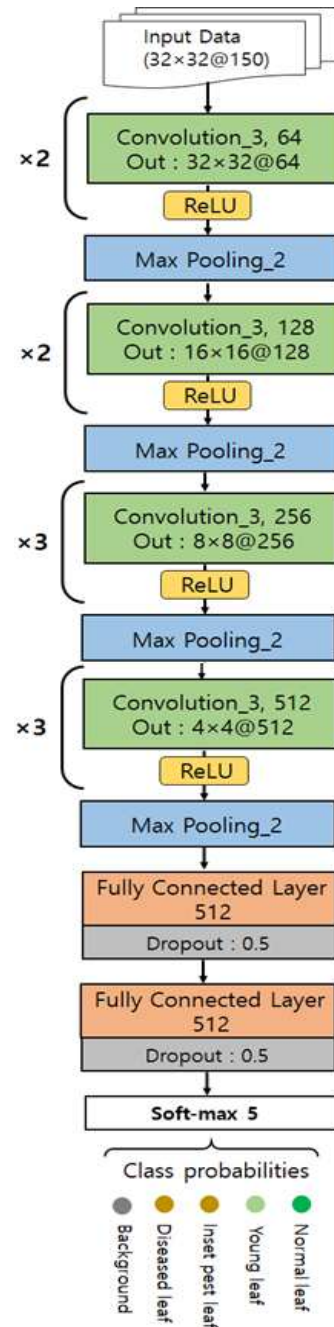 Input Data
(32×32@150)
×2
Convolution_3, 64
Out : 32×32@64
ReLU
Max Pooling_2
×2
Convolution_3, 128
Out : 16×16@128
ReLU
Max Pooling_2
×3
Convolution_3, 256
Out : 8×8@256
ReLU
Max Pooling_2
×3
Convolution_3, 512
Out : 4×4@512
ReLU
Max Pooling_2
Fully Connected Layer
512
Dropout : 0.5
Fully Connected Layer
512
Dropout : 0.5
Soft-max 5
Class probabilities
Background
Diseased leaf
Inset pest leaf
Young leaf
Normal leaf